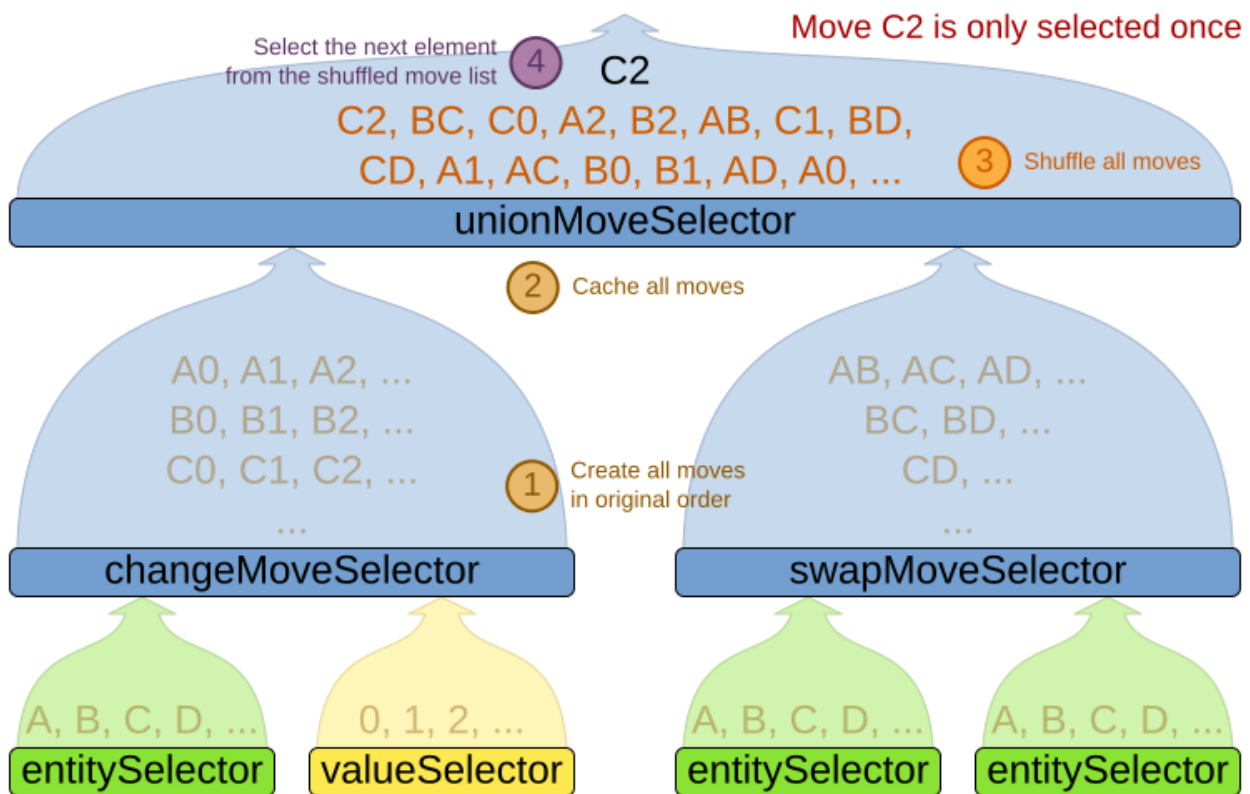 Move C2 is only selected once
Select the next element
from the shuffled move list
4
C2
C2, BC, C0, A2, B2, AB, C1, BD,
CD, A1, AC, B0, B1, AD, A0, ...
3
Shuffle all moves
unionMoveSelector
2
Cache all moves
A0, A1, A2, ...
B0, B1, B2, ...
C0, C1, C2, ...
...
1
Create all moves
in original order
AB, AC, AD, ...
BC, BD, ...
CD, ...
...
changeMoveSelector
swapMoveSelector
A, B, C, D, ...
0, 1, 2, ...
A, B, C, D, ...
A, B, C, D, ...
entitySelector
valueSelector
entitySelector
entitySelector